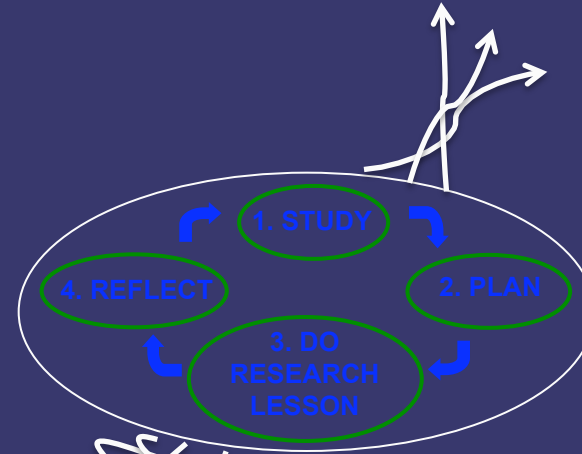 1. STUDY
2. PLAN
3. DO
RESEARCH
LESSON
4. REFLECT